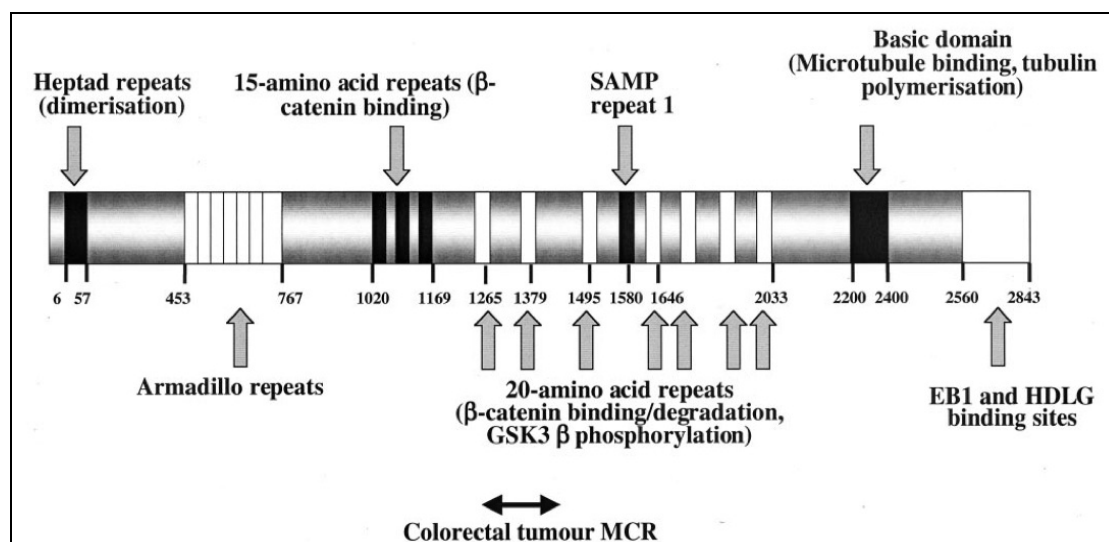 Basic domain
(Microtubule binding, tubulin
polymerisation)
Heptad repeats
(dimerisation)
15-amino acid repeats (β-
catenin binding)
SAMP
repeat 1
6 57 453 767 1020 1169 1265 1379 1495 1580 1646 2033 2200 2400 2560 2843
Armadillo repeats
20-amino acid repeats
(β-catenin binding/degradation,
GSK3 β phosphorylation)
EB1 and HDLG
binding sites
Colorectal tumour MCR